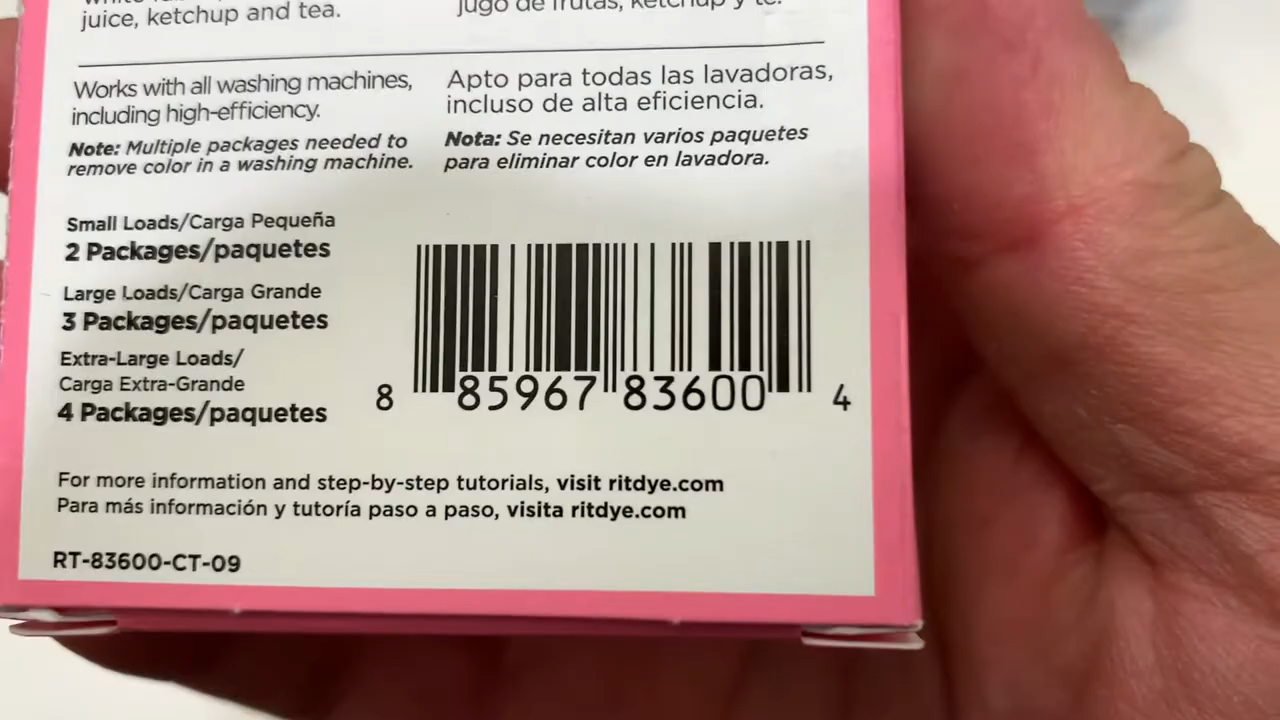 juice, ketchup and tea.
jugo de frutas, ketchup y té.
Works with all washing machines,
including high-efficiency.
Note: Multiple packages needed to
remove color in a washing machine.
Apto para todas las lavadoras,
incluso de alta eficiencia.
Nota: Se necesitan varios paquetes
para eliminar color en lavadora.
Small Loads/Carga Pequeña
2 Packages/paquetes
Large Loads/Carga Grande
3 Packages/paquetes
Extra-Large Loads/
Carga Extra-Grande
4 Packages/paquetes
8 85967 83600 4
For more information and step-by-step tutorials, visit ritdye.com
Para más información y tutoría paso a paso, visita ritdye.com
RT-83600-CT-09